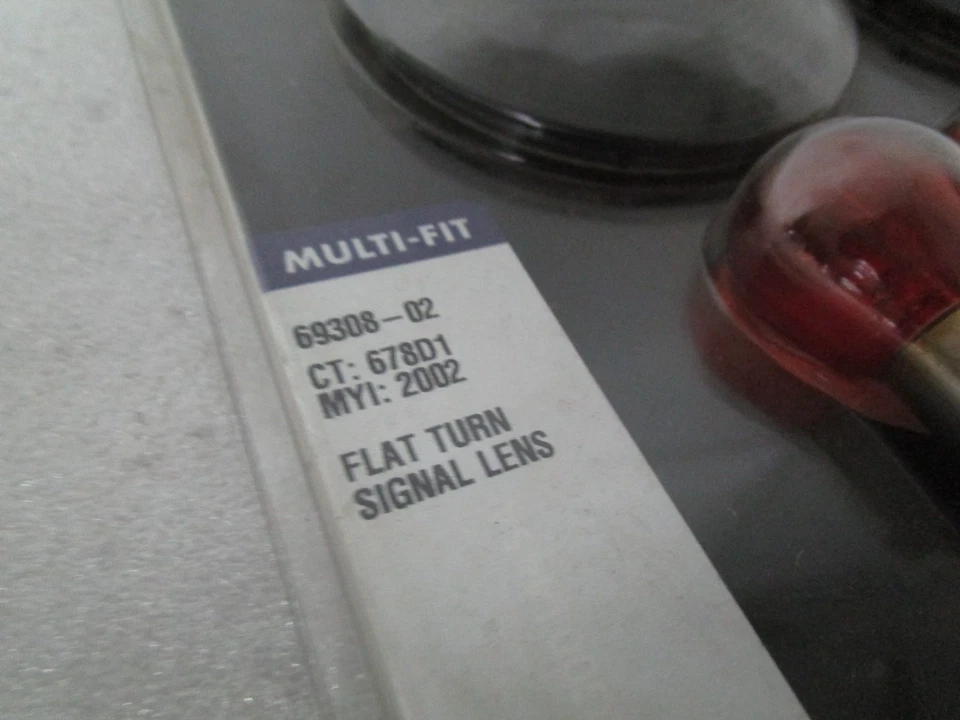 MULTI-FIT
69308-02
CT: 678D1
MYI: 2002
FLAT TURN
SIGNAL LENS